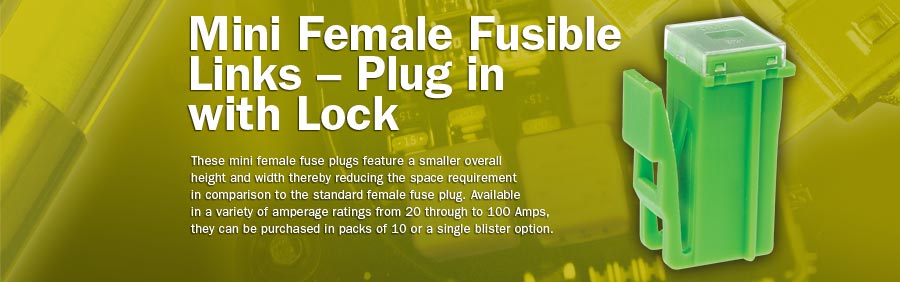 Mini Female Fusible
Links – Plug in
with Lock
These mini female fuse plugs feature a smaller overall
height and width thereby reducing the space requirement
in comparison to the standard female fuse plug. Available
in a variety of amperage ratings from 20 through to 100 Amps,
they can be purchased in packs of 10 or a single blister option.